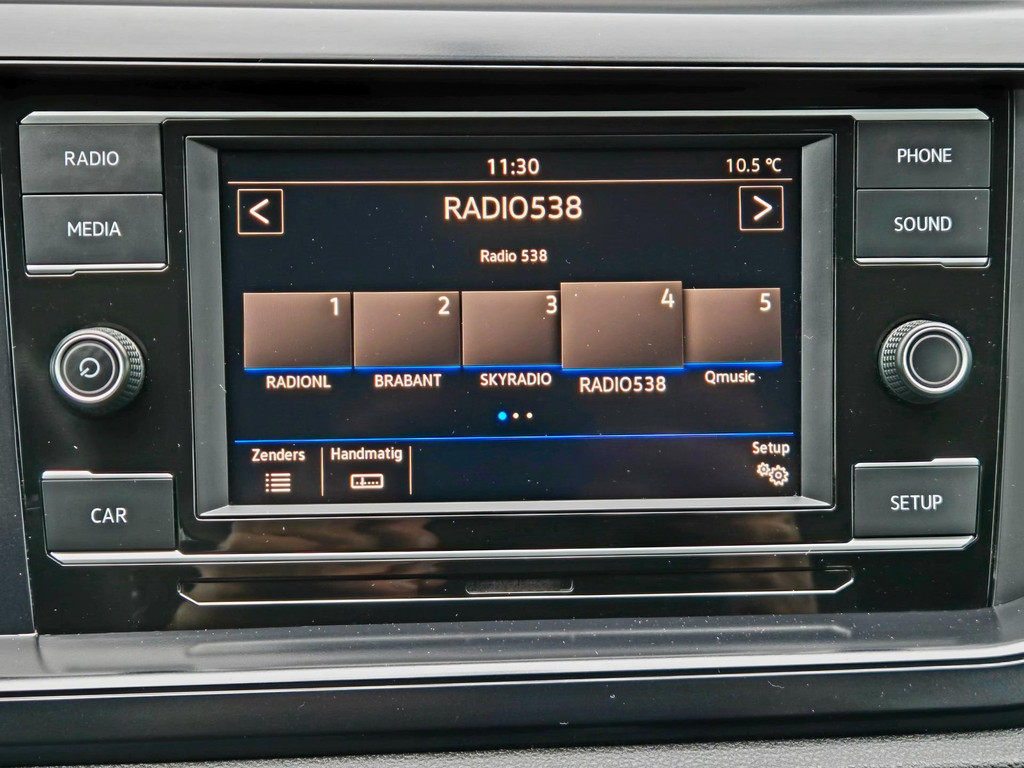 RADIO
MEDIA
CAR
11:30
10.5 °C
<
RADIO538
>
Radio 538
1
2
3
4
5
RADIONL
BRABANT
SKYRADIO
RADIO538
Qmusic
Zenders
Handmatig
Setup
PHONE
SOUND
SETUP